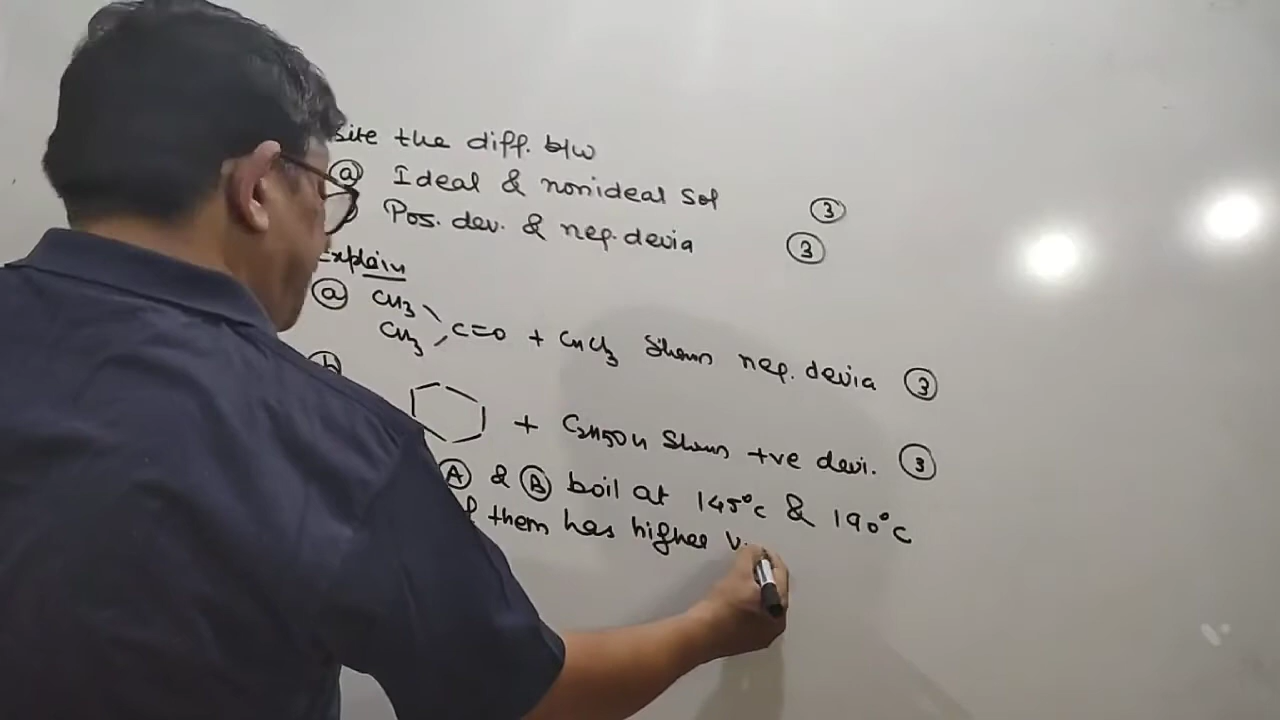 the diff. b/w
ⓐ Ideal & nonideal Sol ③
Pos. dev. & neg. devia ③
Explain
ⓐ CH3
CH3 C=O + CHCl3 Shows neg. devia ③
ⓑ + C2H5OH Shows +ve devi. ③
Ⓐ & Ⓑ boil at 145°C & 190°C
them has higher v.